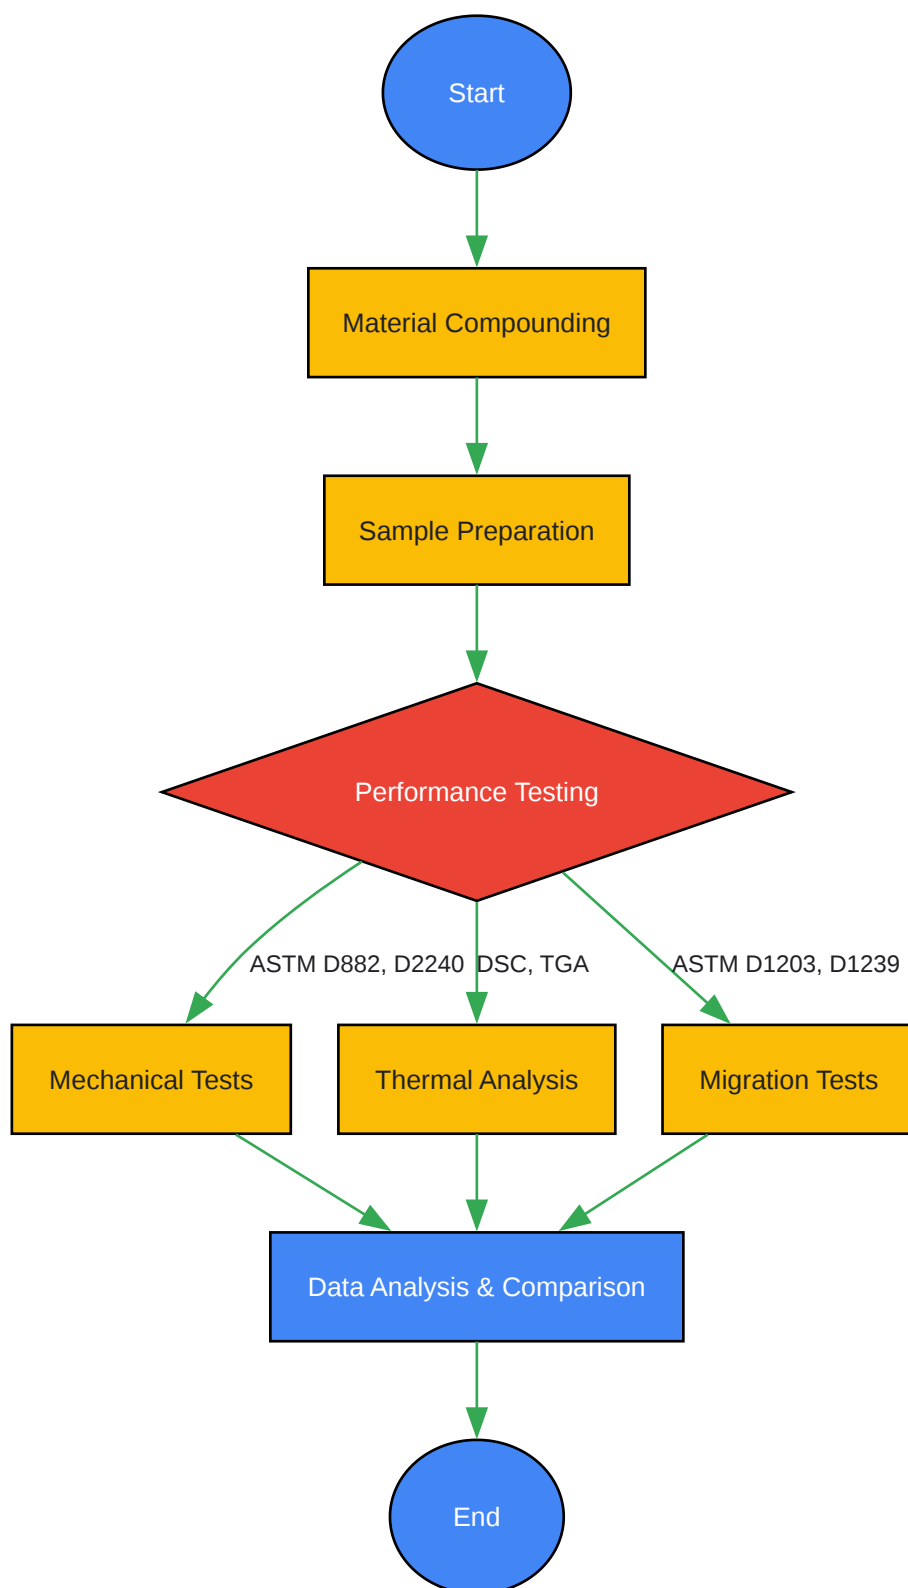 Start
Material Compounding
Sample Preparation
Performance Testing
ASTM D882, D2240
DSC, TGA
ASTM D1203, D1239
Mechanical Tests
Thermal Analysis
Migration Tests
Data Analysis & Comparison
End